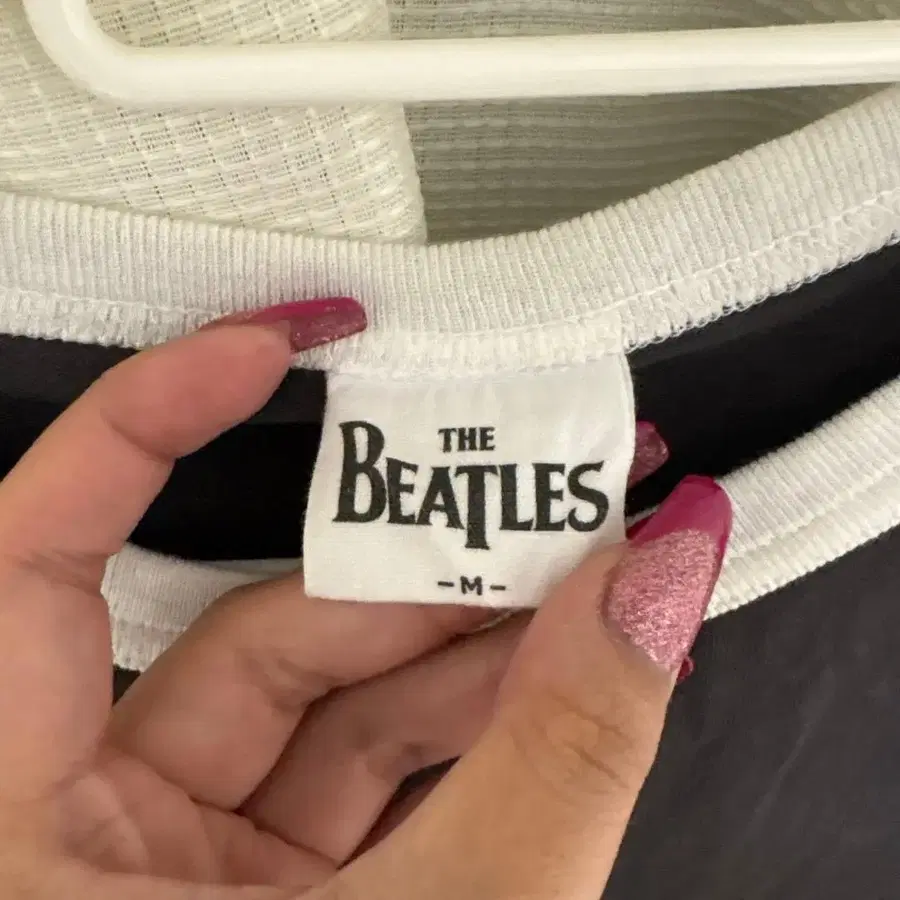 THE
BEATLES
-M-